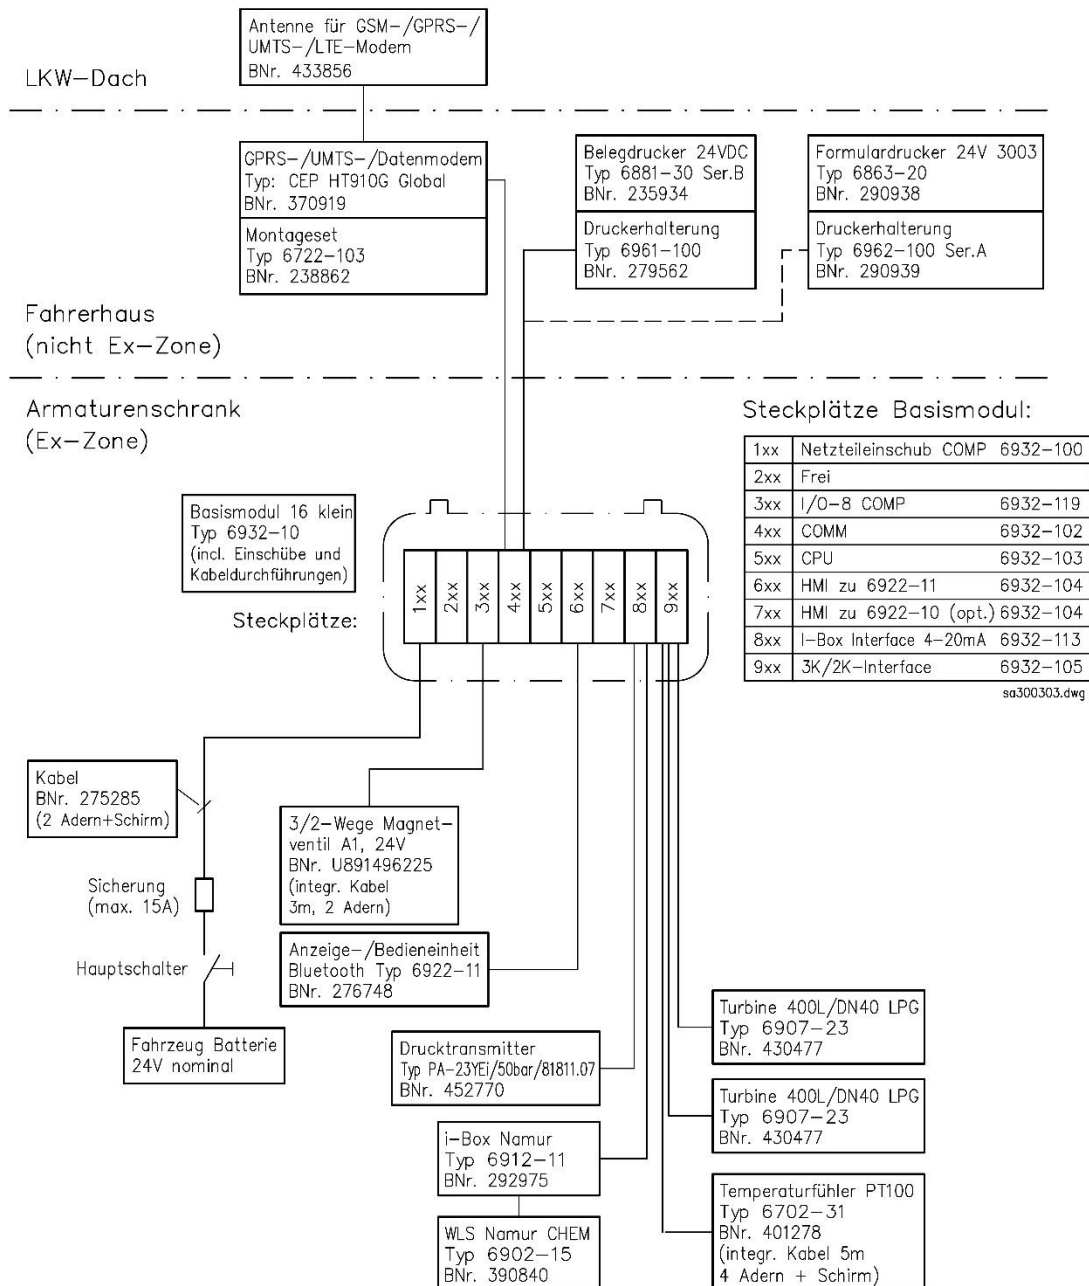 Antenne für GSM-/GPRS-/
UMTS-/LTE-Modem
BNr. 433856
LKW-Dach
GPRS-/UMTS-/Datenmodem
Typ: CEP HT910G Global
BNr. 370919
Montageset
Typ 6722-103
BNr. 238862
Belegdrucker 24VDC
Typ 6881-30 Ser.B
BNr. 235934
Druckerhalterung
Typ 6961-100
BNr. 279562
Formulardrucker 24V 3003
Typ 6863-20
BNr. 290938
Druckerhalterung
Typ 6962-100 Ser.A
BNr. 290939
Fahrerhaus
(nicht Ex-Zone)
Armaturenschrank
(Ex-Zone)
Steckplätze Basismodul:
1xx Netzteileinschub COMP 6932-100
2xx Frei
3xx I/O-8 COMP 6932-119
4xx COMM 6932-102
5xx CPU 6932-103
6xx HMI zu 6922-11 6932-104
7xx HMI zu 6922-10 (opt.) 6932-104
8xx I-Box Interface 4-20mA 6932-113
9xx 3K/2K-Interface 6932-105
sa300303.dwg
Basismodul 16 klein
Typ 6932-10
(incl. Einschübe und
Kabeldurchführungen)
Steckplätze:
1xx 2xx 3xx 4xx 5xx 6xx 7xx 8xx 9xx
Kabel
BNr. 275285
(2 Adern+Schirm)
Sicherung
(max. 15A)
Hauptschalter
Fahrzeug Batterie
24V nominal
3/2-Wege Magnet-
ventil A1, 24V
BNr. U891496225
(integr. Kabel
3m, 2 Adern)
Anzeige-/Bedieneinheit
Bluetooth Typ 6922-11
BNr. 276748
Drucktransmitter
Typ PA-23YEi/50bar/81811.07
BNr. 452770
i-Box Namur
Typ 6912-11
BNr. 292975
WLS Namur CHEM
Typ 6902-15
BNr. 390840
Turbine 400L/DN40 LPG
Typ 6907-23
BNr. 430477
Turbine 400L/DN40 LPG
Typ 6907-23
BNr. 430477
Temperaturfühler PT100
Typ 6702-31
BNr. 401278
(integr. Kabel 5m
4 Adern + Schirm)